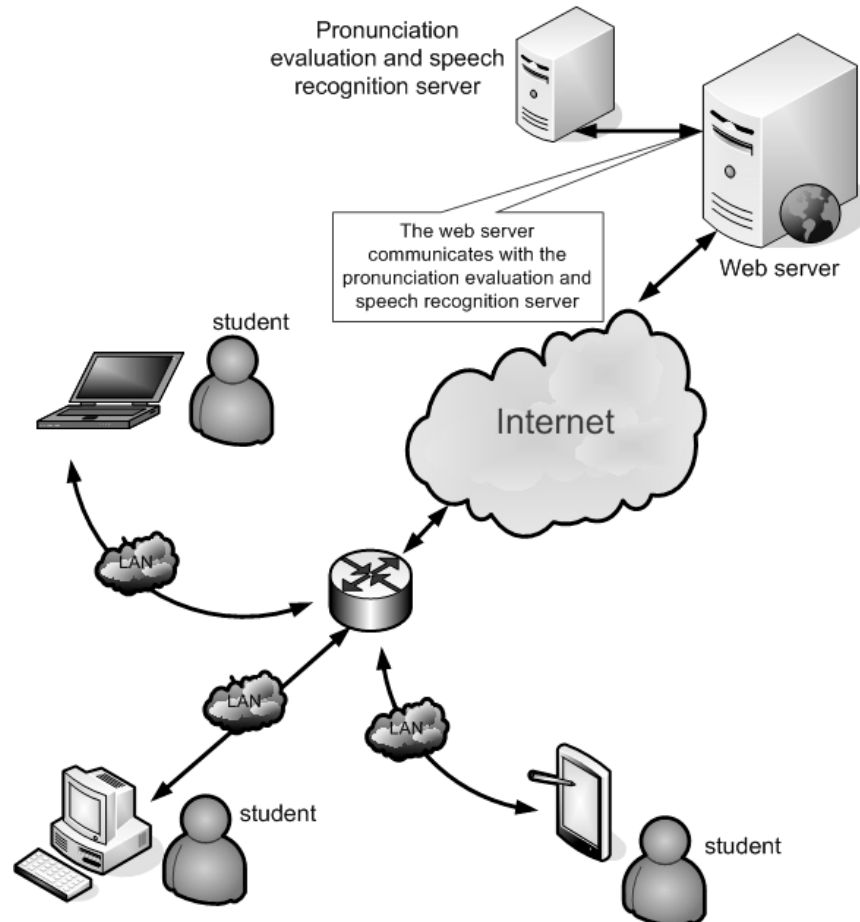 Pronunciation
evaluation and speech
recognition server
The web server
communicates with the
pronunciation evaluation and
speech recognition server
Web server
student
Internet
LAN
LAN
LAN
student
student